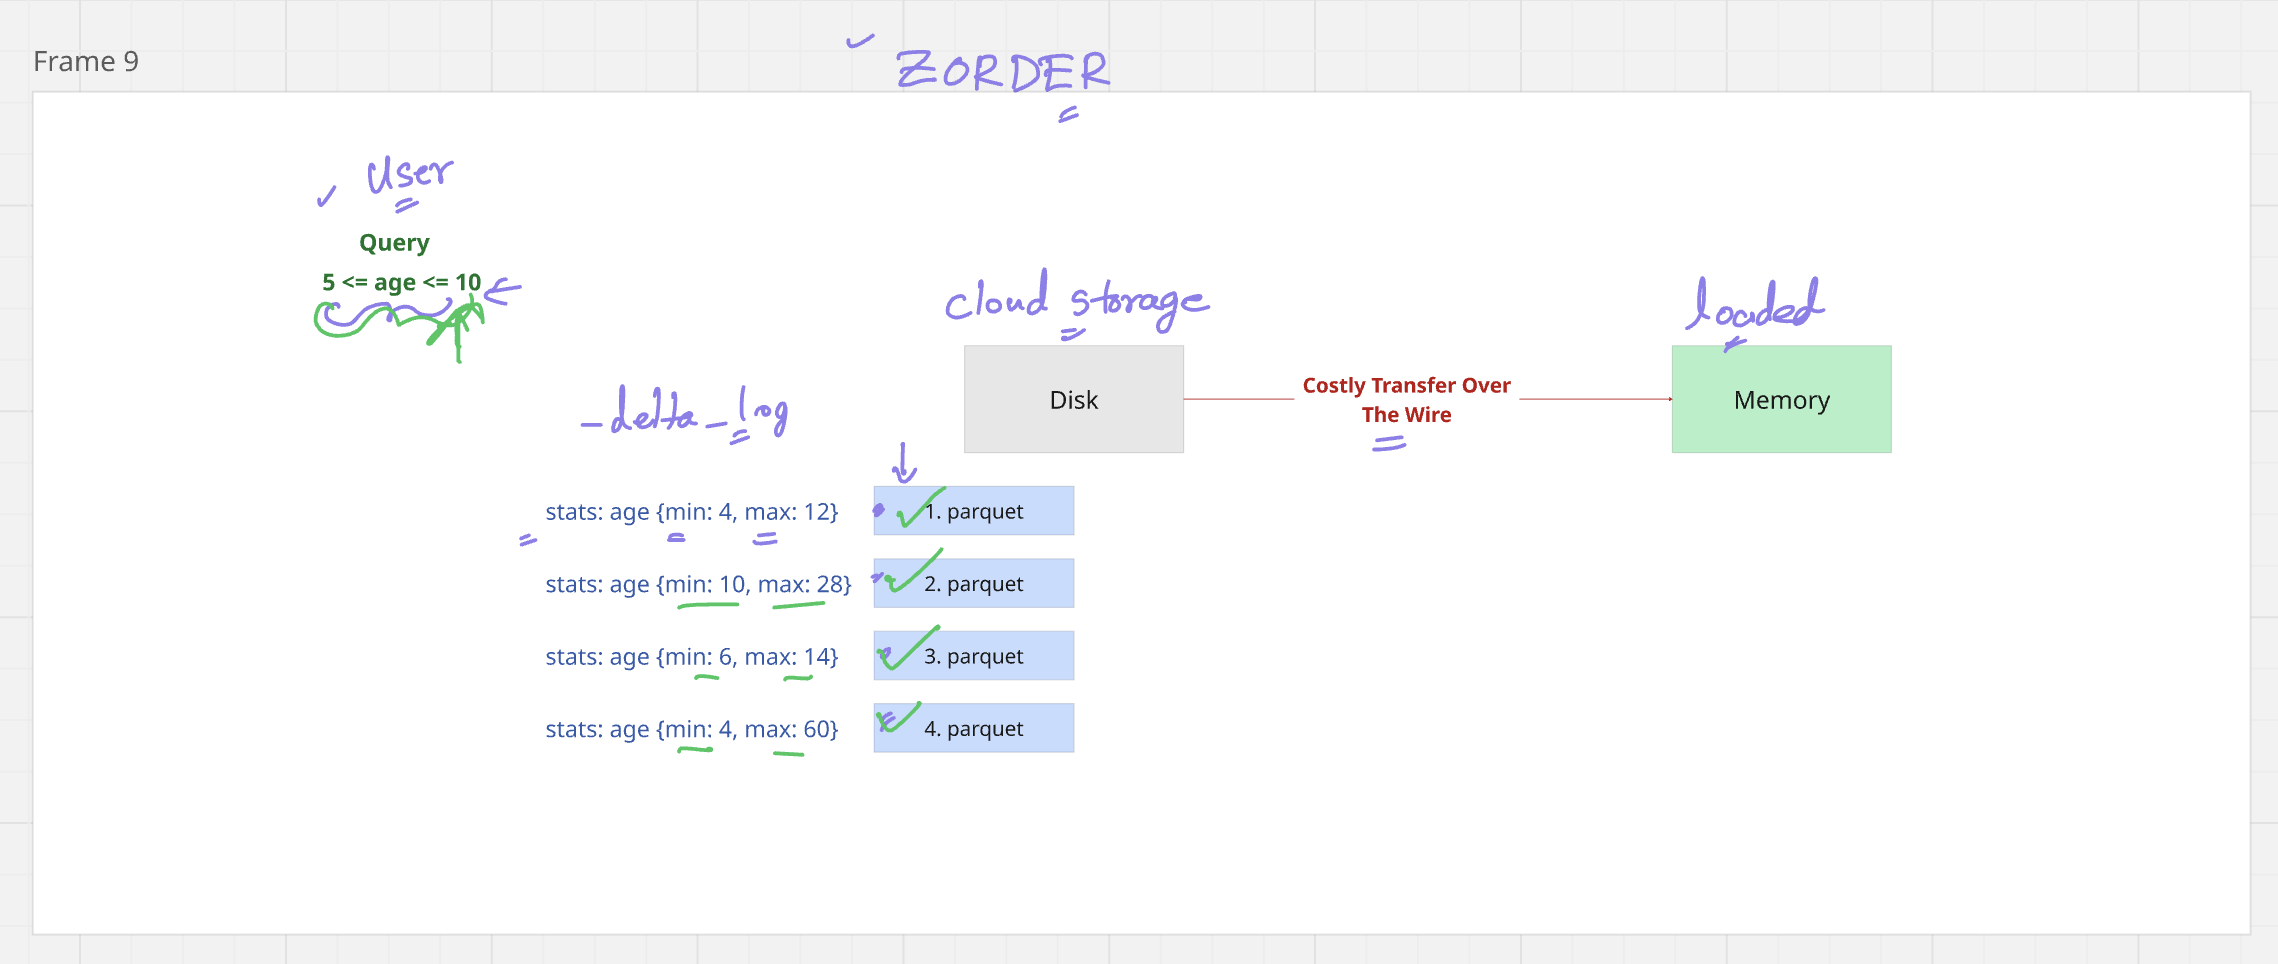 Frame 9
ZORDER
User
Query
5 <= age <= 10
cloud storage
loaded
Disk
Costly Transfer Over
The Wire
Memory
_delta_log
stats: age {min: 4, max: 12}
1. parquet
stats: age {min: 10, max: 28}
2. parquet
stats: age {min: 6, max: 14}
3. parquet
stats: age {min: 4, max: 60}
4. parquet